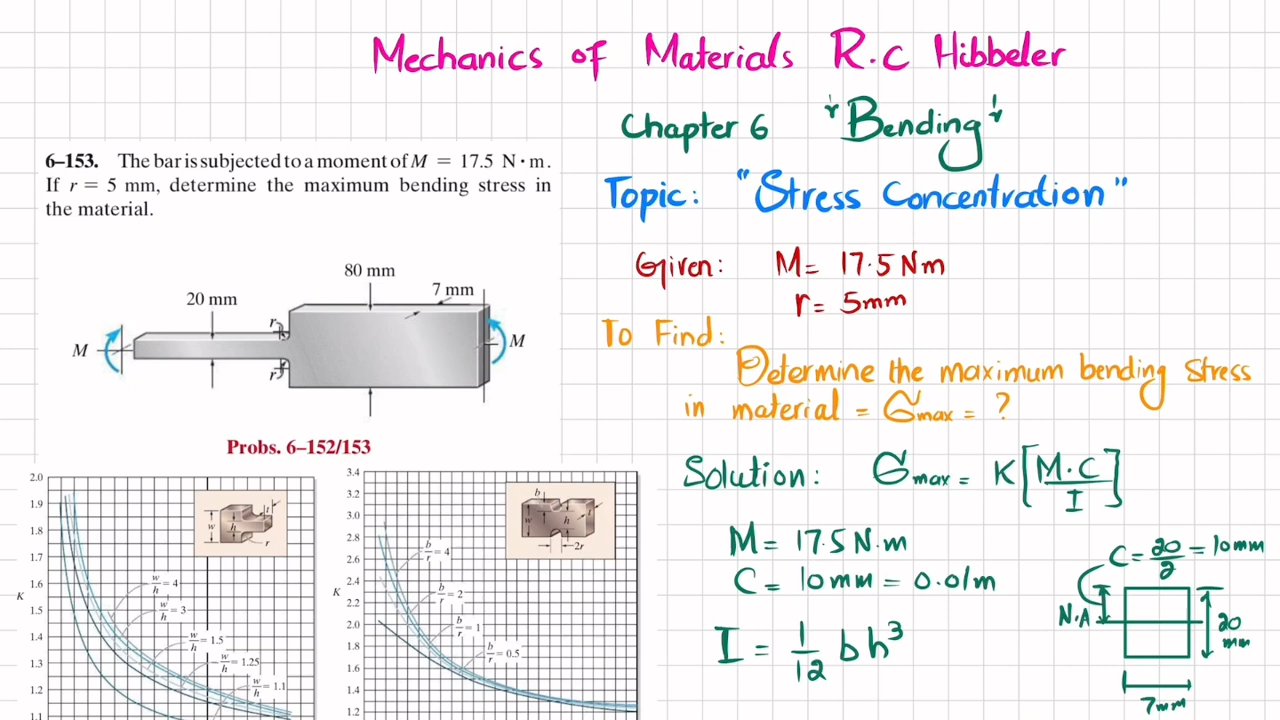 Mechanics of Materials R.C Hibbeler
Chapter 6 "Bending"
6–153. The bar is subjected to a moment of M = 17.5 N · m.
If r = 5 mm, determine the maximum bending stress in
the material.
Topic: "Stress Concentration"
Given: M = 17.5 Nm
r = 5mm
80 mm
7 mm
20 mm
r
M
M
r
Probs. 6–152/153
To Find:
Determine the maximum bending stress
in material = σmax = ?
Solution: σmax = K [M.C / I]
M = 17.5 N.m
C = 10mm = 0.01m
I = 1/12 bh³
C = 20/2 = 10mm
N.A
20
mm
7mm
2.0
1.9
1.8
1.7
1.6
1.5
1.4
1.3
1.2
1.1
K
w
h
t
r
w/h = 4
w/h = 3
w/h = 1.5
w/h = 1.25
w/h = 1.1
3.4
3.2
3.0
2.8
2.6
2.4
2.2
2.0
1.8
1.6
1.4
1.2
K
b
t
w
h
2r
b/r = 4
b/r = 2
b/r = 1
b/r = 0.5